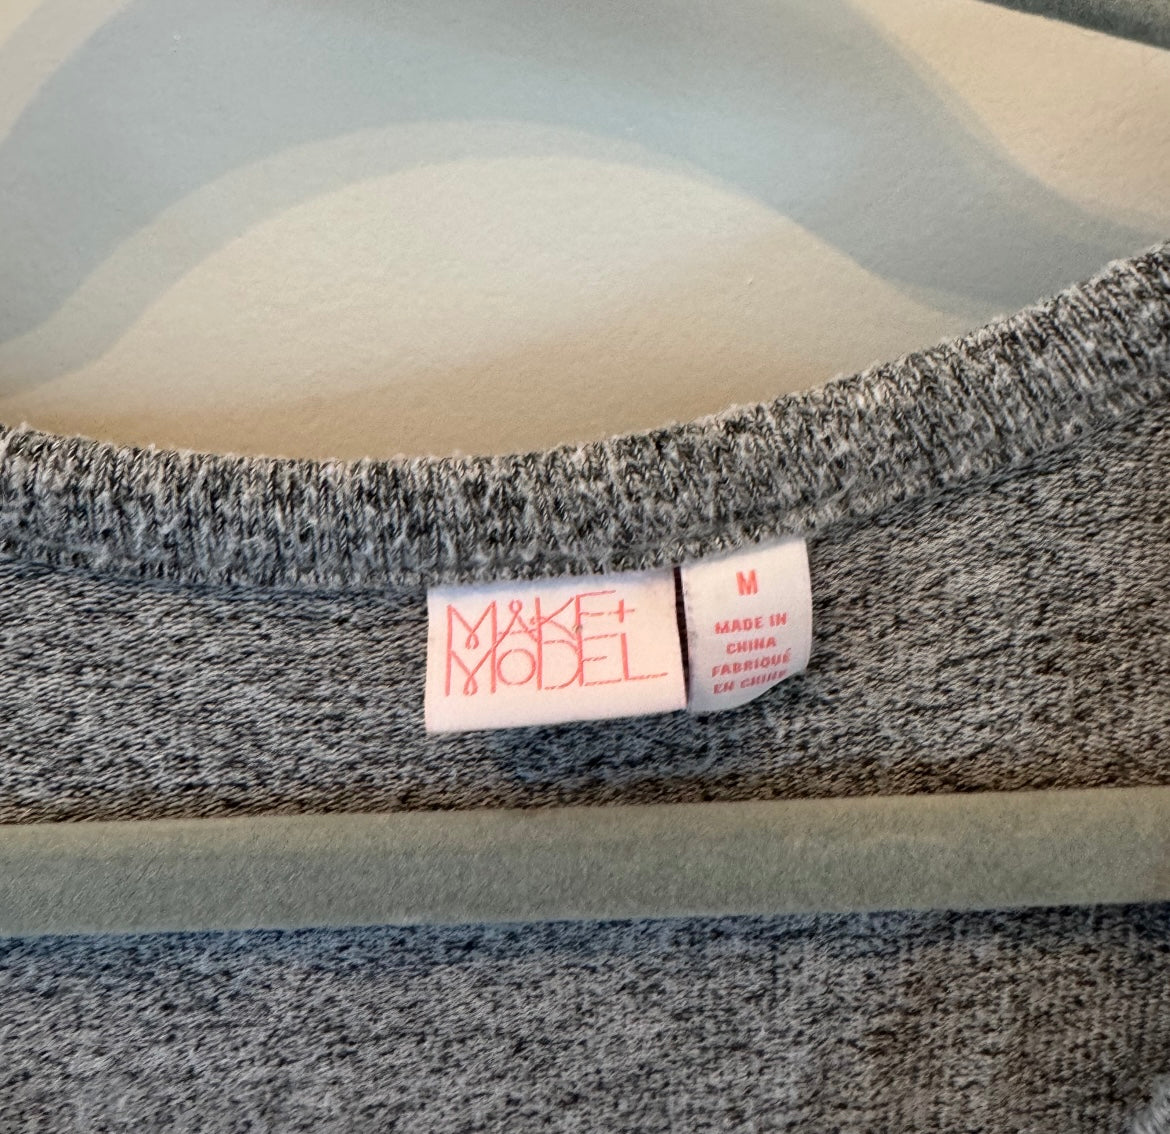 MAKE+
MODEL
M
MADE IN
CHINA
FABRIQUÉ
EN CHINE